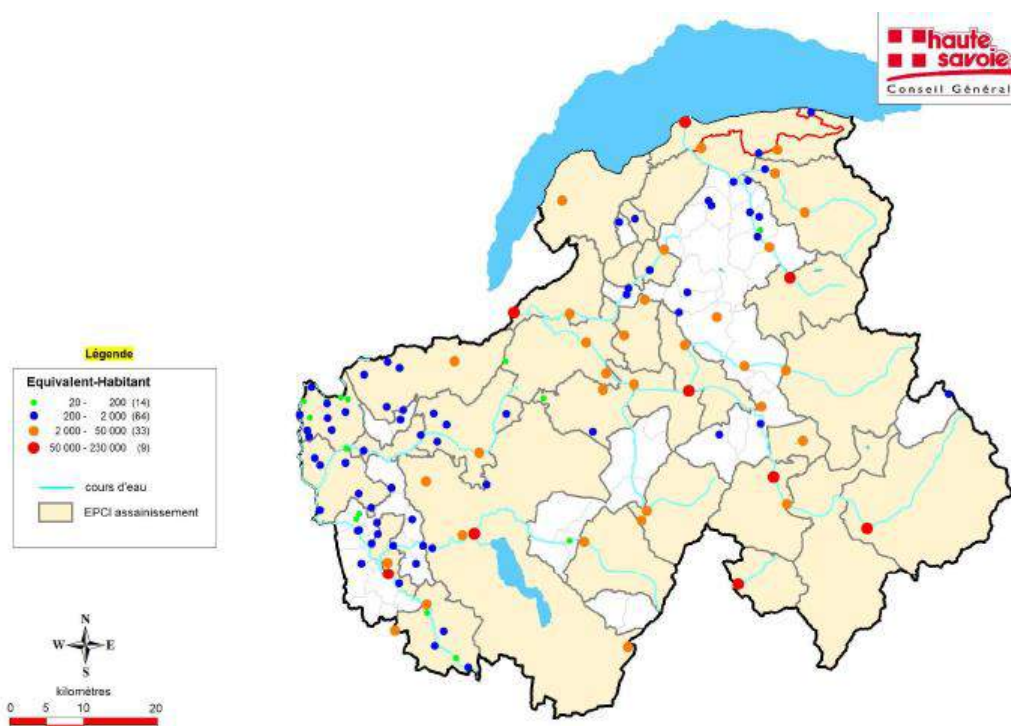 haute
savoie
Conseil Général
Légende
Equivalent-Habitant
20 - 200 (14)
200 - 2 000 (64)
2 000 - 50 000 (33)
50 000 - 230 000 (9)
cours d'eau
EPCI assainissement
N
W E
S
kilomètres
0 5 10 20